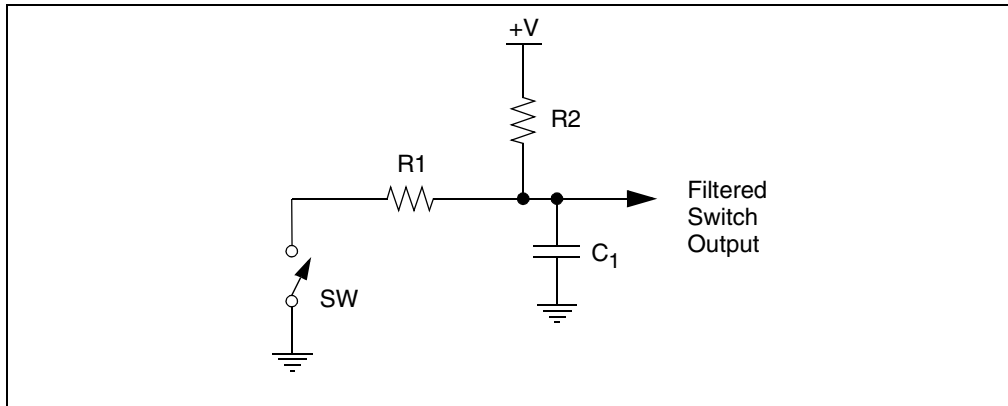 +V
R2
R1
Filtered
Switch
Output
C1
SW